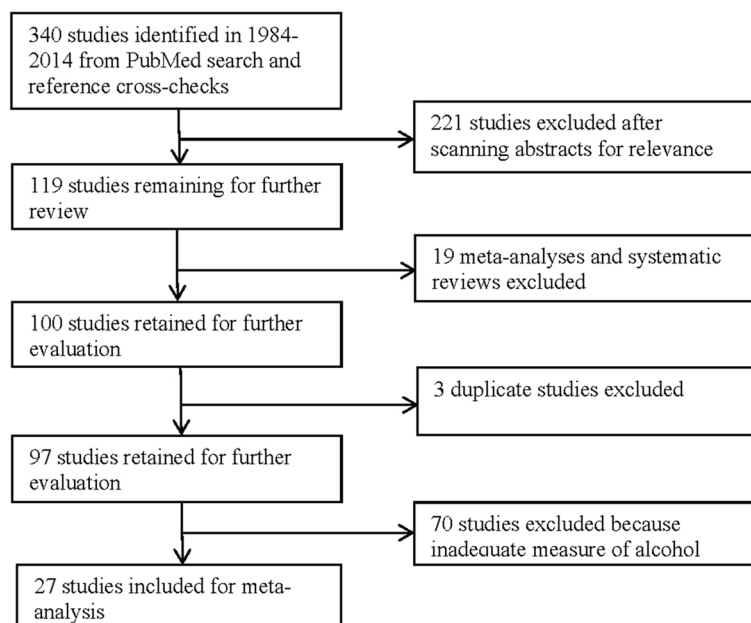 340 studies identified in 1984-
2014 from PubMed search and
reference cross-checks
221 studies excluded after
scanning abstracts for relevance
119 studies remaining for further
review
19 meta-analyses and systematic
reviews excluded
100 studies retained for further
evaluation
3 duplicate studies excluded
97 studies retained for further
evaluation
70 studies excluded because
inadequate measure of alcohol
27 studies included for meta-
analysis